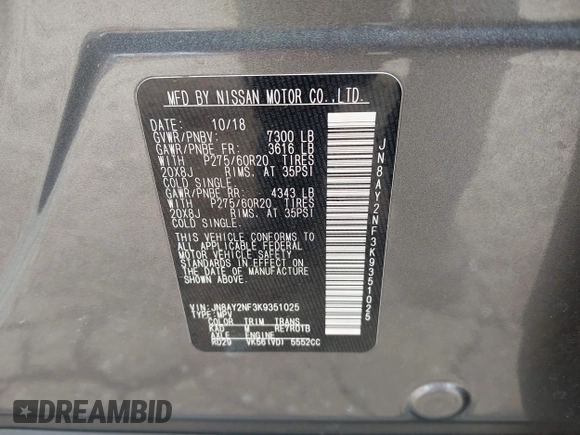 MFD BY NISSAN MOTOR CO.,LTD.
DATE: 10/18
GVWR/PNBV: 7300 LB
GAWR/PNBE FR: 3616 LB
WITH P275/60R20 TIRES
20X8J RIMS. AT 35PSI
COLD SINGLE.
GAWR/PNBE RR: 4343 LB
WITH P275/60R20 TIRES
20X8J RIMS. AT 35PSI
COLD SINGLE.
THIS VEHICLE CONFORMS TO
ALL APPLICABLE FEDERAL
MOTOR VEHICLE SAFETY
STANDARDS IN EFFECT ON
THE DATE OF MANUFACTURE
SHOWN ABOVE.
VIN: JN8AY2NF3K9351025
TYPE: MPV
COLOR TRIM TRANS
KAD M RE7R01B
AXLE ENGINE
RD29 VK56(VD) 5552CC
JN8AY2NF3K9351025
DREAMBID